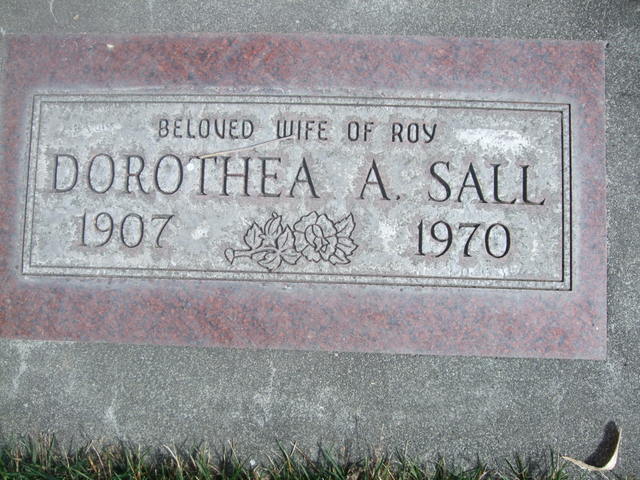 BELOVED WIFE OF ROY
DOROTHEA A. SALL
1907 1970